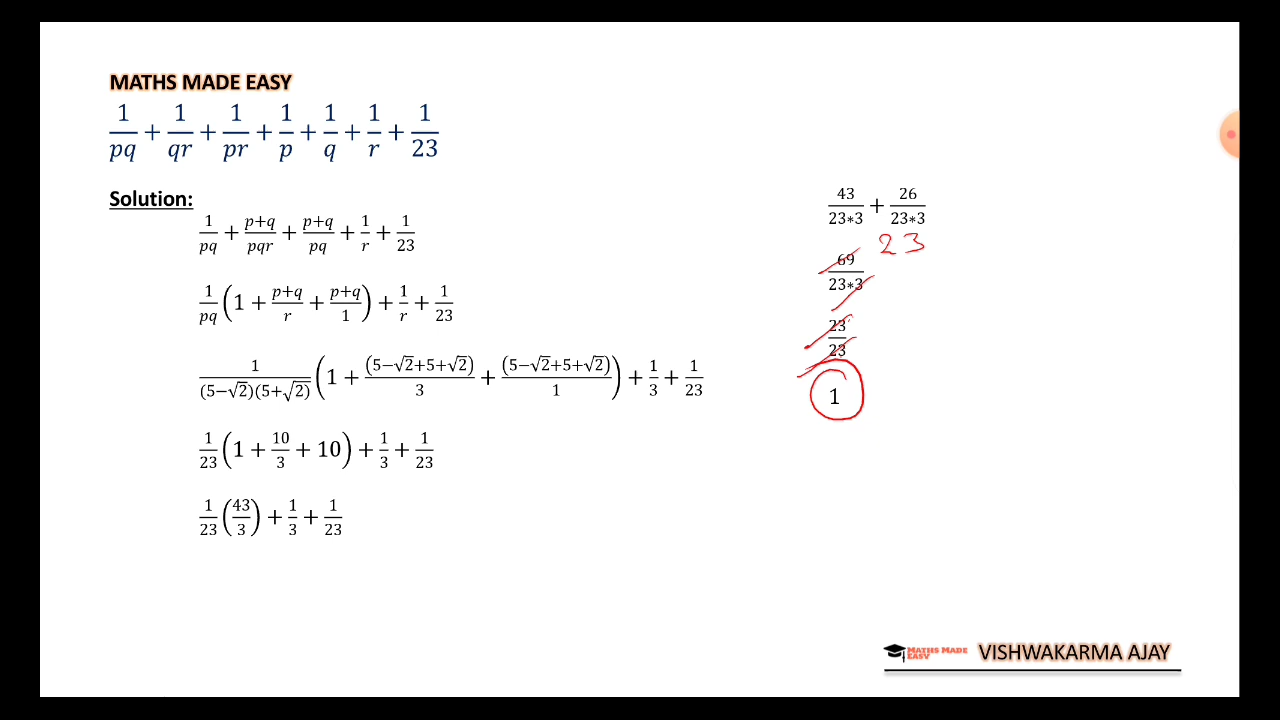 MATHS MADE EASY
1/pq + 1/qr + 1/pr + 1/p + 1/q + 1/r + 1/23
Solution:
1/pq + p+q/pqr + p+q/pq + 1/r + 1/23
1/pq (1 + p+q/r + p+q/1) + 1/r + 1/23
1/(5−√2)(5+√2) (1 + (5−√2+5+√2)/3 + (5−√2+5+√2)/1) + 1/3 + 1/23
1/23 (1 + 10/3 + 10) + 1/3 + 1/23
1/23 (43/3) + 1/3 + 1/23
43/23∗3 + 26/23∗3
23
69/23∗3
23/23
1
MATHS MADE EASY
VISHWAKARMA AJAY